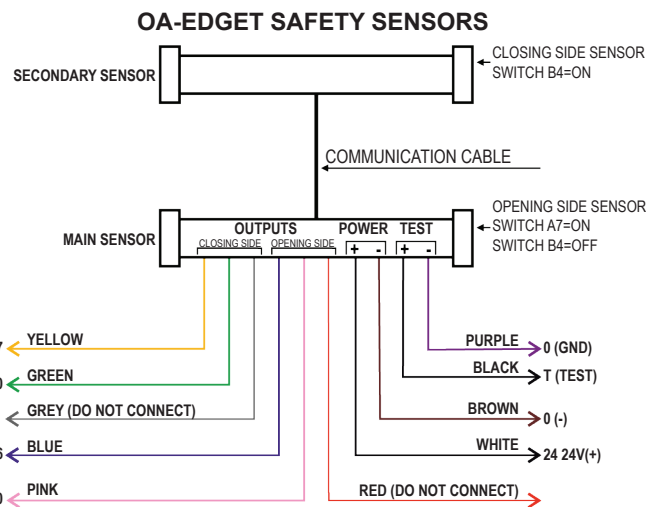 OA-EDGET SAFETY SENSORS
SECONDARY SENSOR
CLOSING SIDE SENSOR
SWITCH B4=ON
COMMUNICATION CABLE
MAIN SENSOR
OUTPUTS
CLOSING SIDE
OPENING SIDE
POWER
+ -
TEST
+ -
OPENING SIDE SENSOR
SWITCH A7=ON
SWITCH B4=OFF
YELLOW
GREEN
GREY (DO NOT CONNECT)
BLUE
PINK
PURPLE 0 (GND)
BLACK T (TEST)
BROWN 0 (-)
WHITE 24 24V(+)
RED (DO NOT CONNECT)